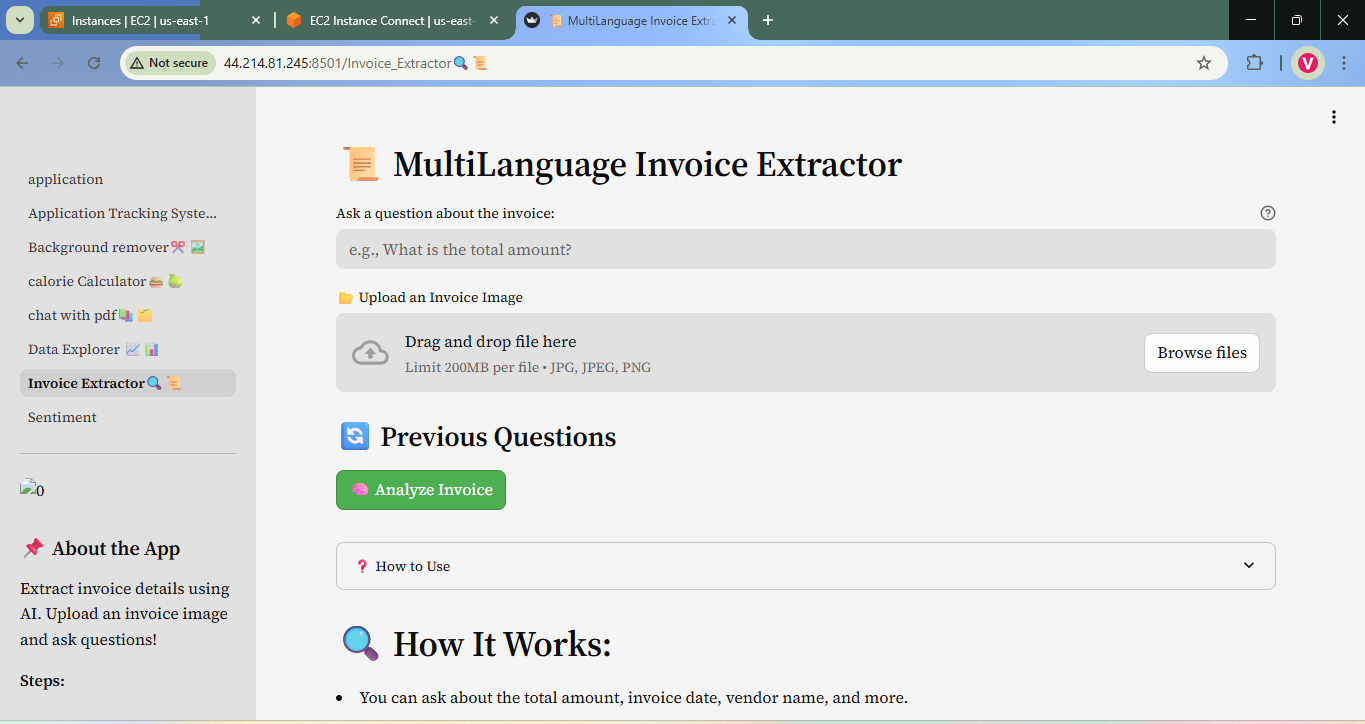 Instances | EC2 | us-east-1
EC2 Instance Connect | us-east-
MultiLanguage Invoice Extra
Not secure
44.214.81.245:8501/Invoice_Extractor🔍📜
V
application
Application Tracking Syste...
Background remover✂️ 🖼️
calorie Calculator🍔 🍏
chat with pdf📚 🗂️
Data Explorer 📈 📊
Invoice Extractor🔍 📜
Sentiment
0
📌 About the App
Extract invoice details using
AI. Upload an invoice image
and ask questions!
Steps:
📜 MultiLanguage Invoice Extractor
Ask a question about the invoice:
e.g., What is the total amount?
📂 Upload an Invoice Image
Drag and drop file here
Limit 200MB per file • JPG, JPEG, PNG
Browse files
🔄 Previous Questions
🧠 Analyze Invoice
❓ How to Use
🔍 How It Works:
• You can ask about the total amount, invoice date, vendor name, and more.